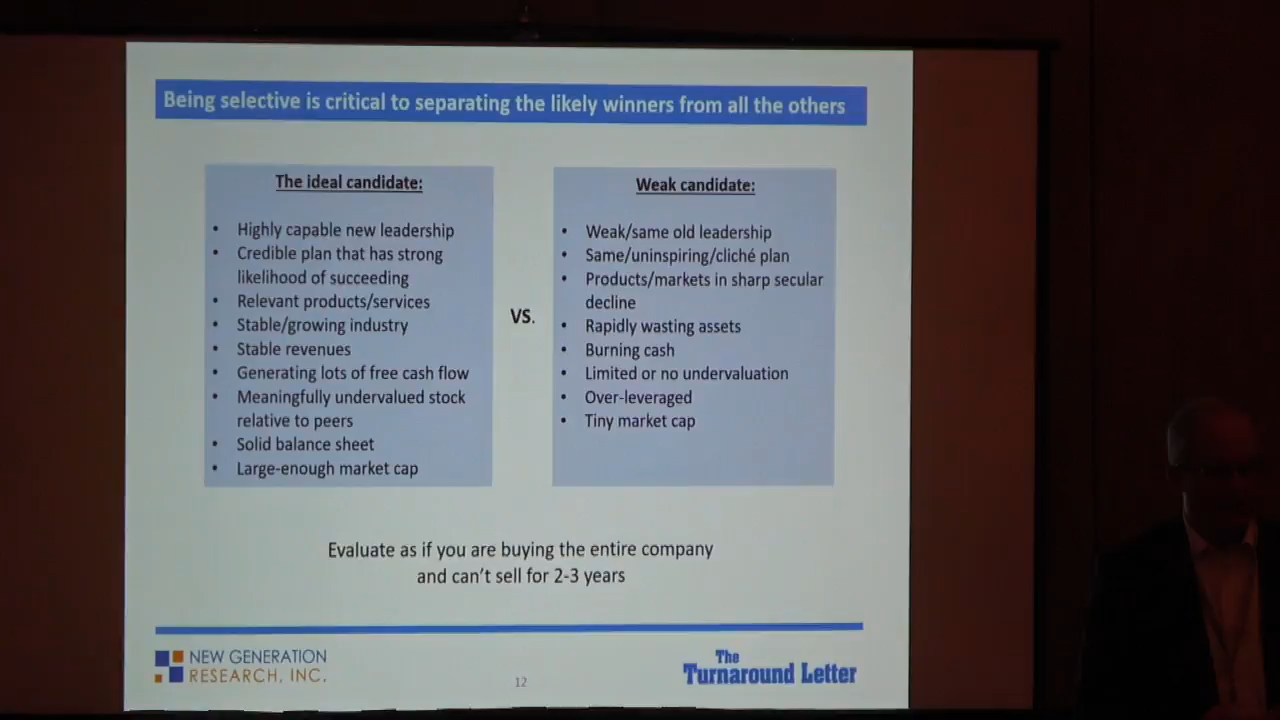 Being selective is critical to separating the likely winners from all the others
The ideal candidate:
• Highly capable new leadership
• Credible plan that has strong
likelihood of succeeding
• Relevant products/services
• Stable/growing industry
• Stable revenues
• Generating lots of free cash flow
• Meaningfully undervalued stock
relative to peers
• Solid balance sheet
• Large-enough market cap
VS.
Weak candidate:
• Weak/same old leadership
• Same/uninspiring/cliché plan
• Products/markets in sharp secular
decline
• Rapidly wasting assets
• Burning cash
• Limited or no undervaluation
• Over-leveraged
• Tiny market cap
Evaluate as if you are buying the entire company
and can't sell for 2-3 years
NEW GENERATION
RESEARCH, INC.
12
The
Turnaround Letter